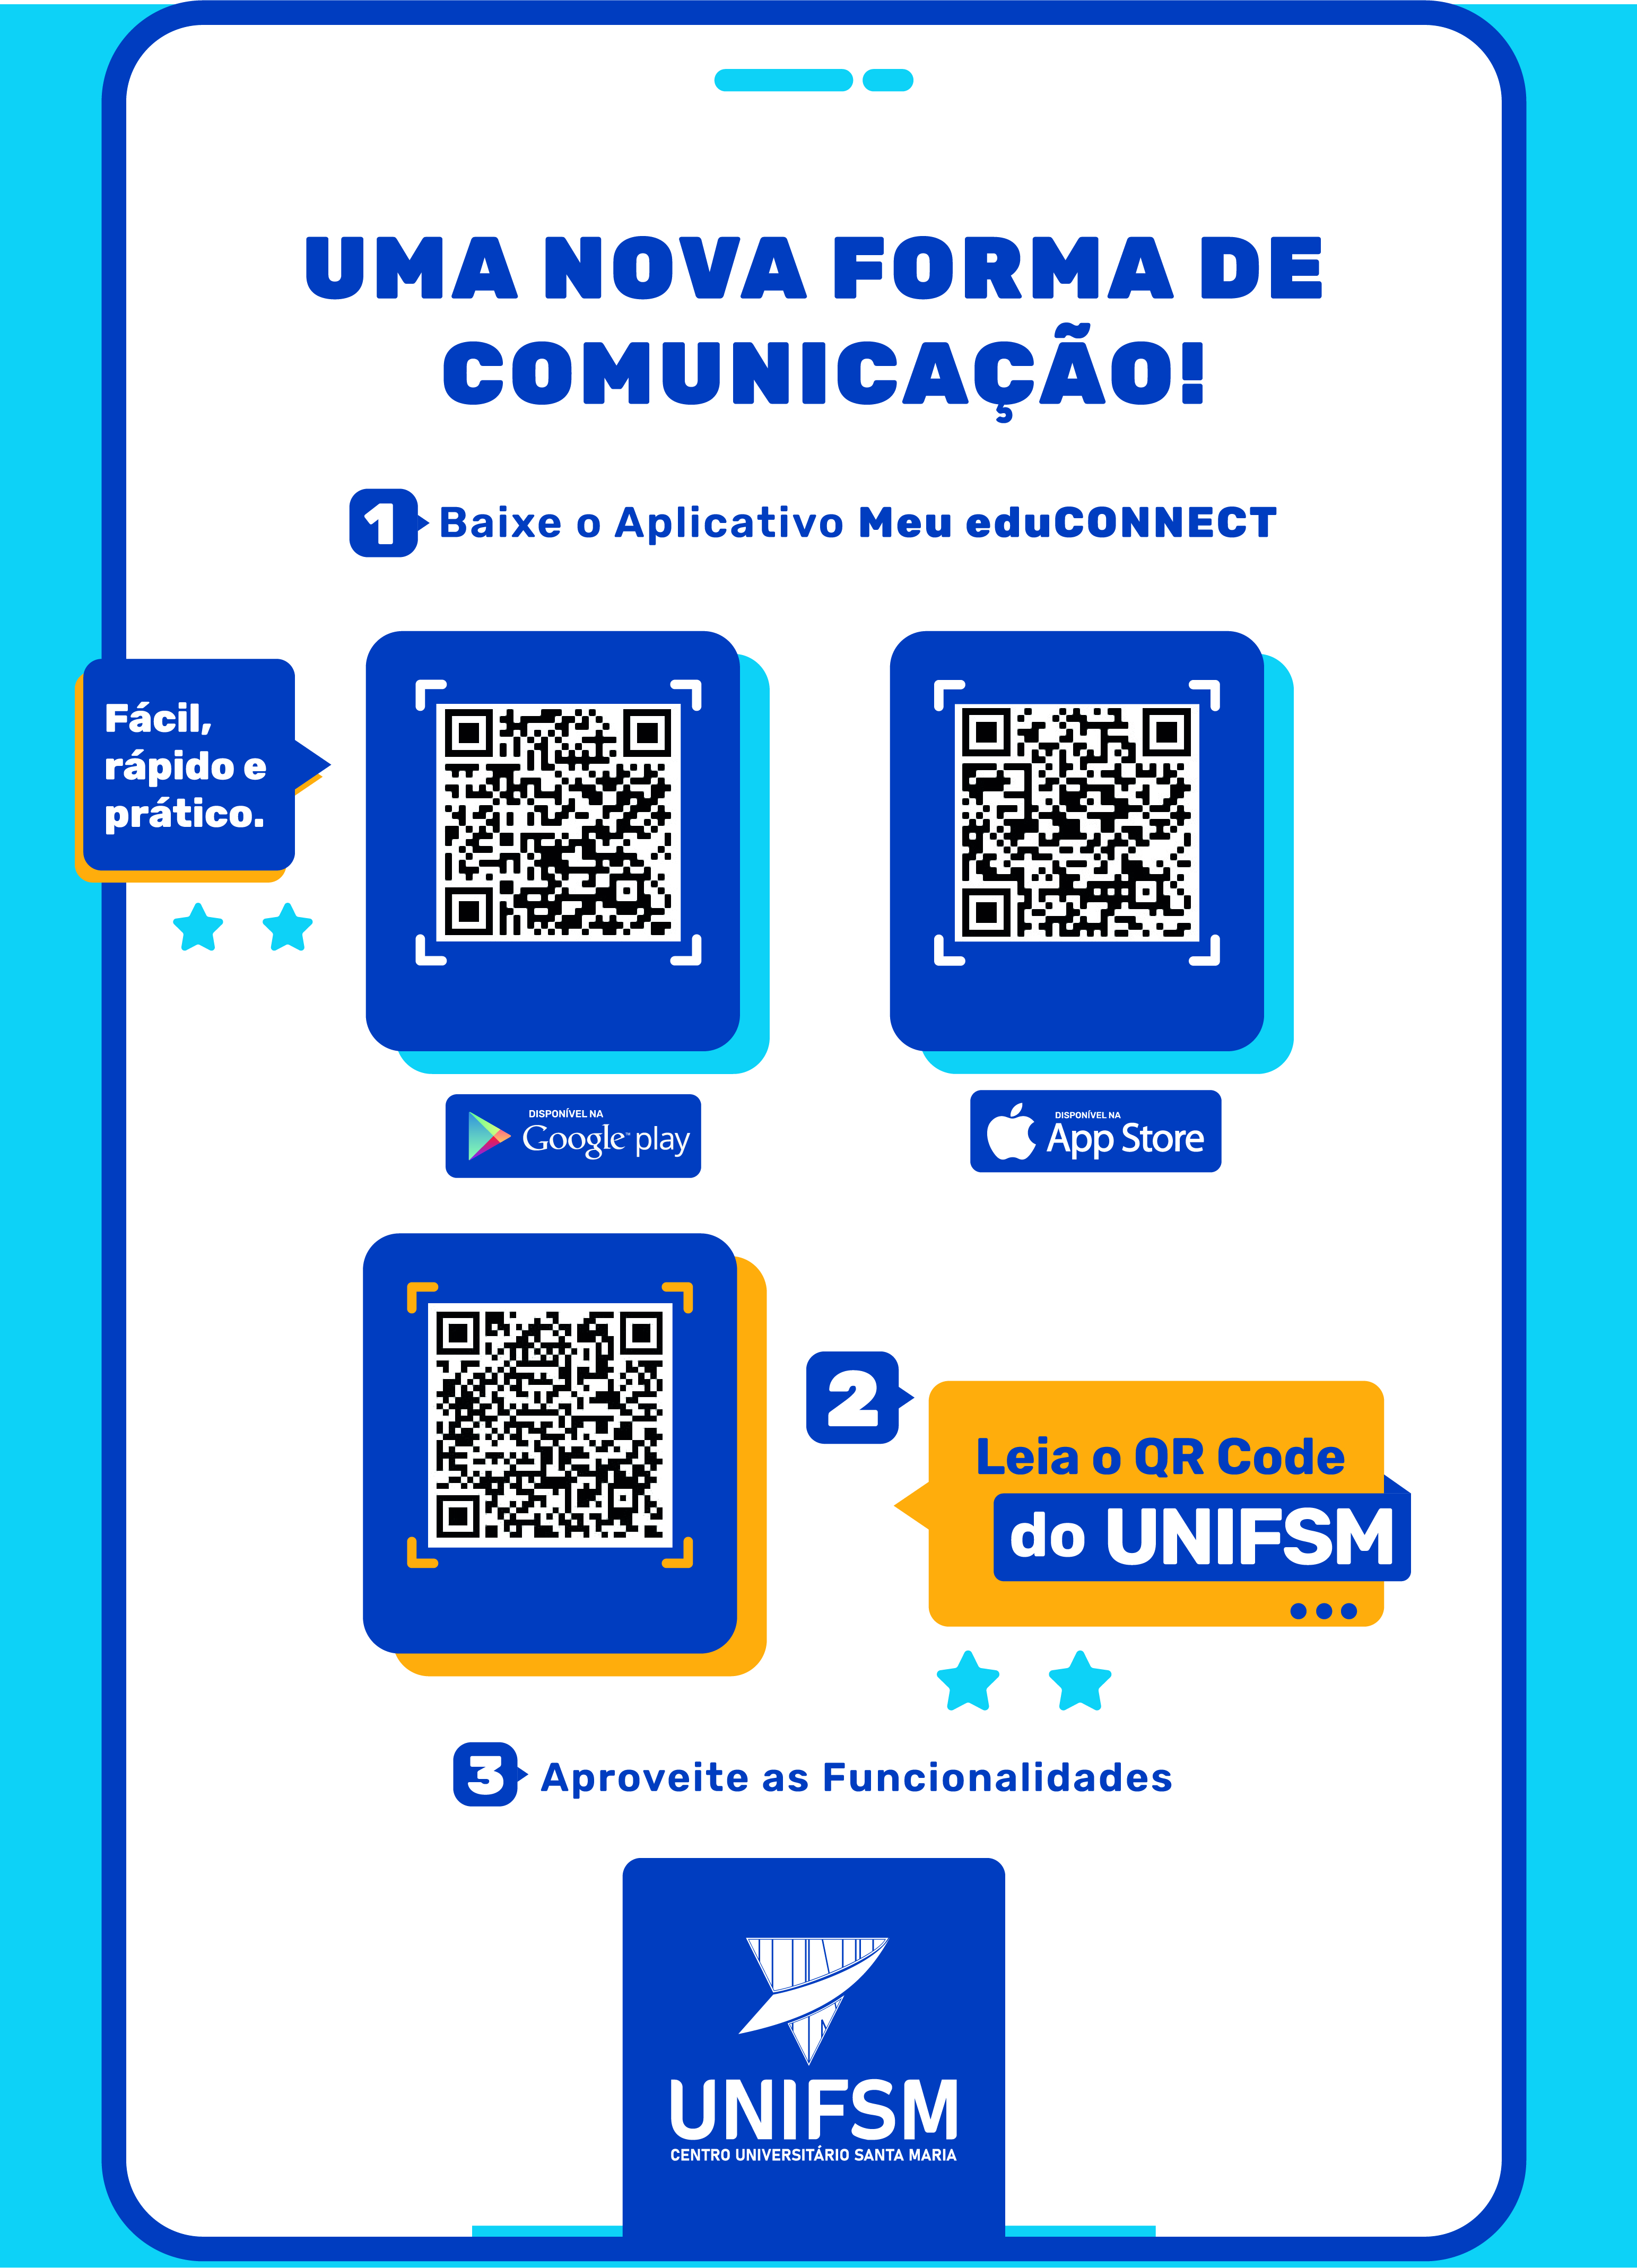 UMA NOVA FORMA DE
COMUNICAÇÃO!
1 Baixe o Aplicativo Meu eduCONNECT
Fácil,
rápido e
prático.
DISPONÍVEL NA
Google™ play
DISPONÍVEL NA
App Store
2
Leia o QR Code
do UNIFSM
3 Aproveite as Funcionalidades
UNIFSM
CENTRO UNIVERSITÁRIO SANTA MARIA